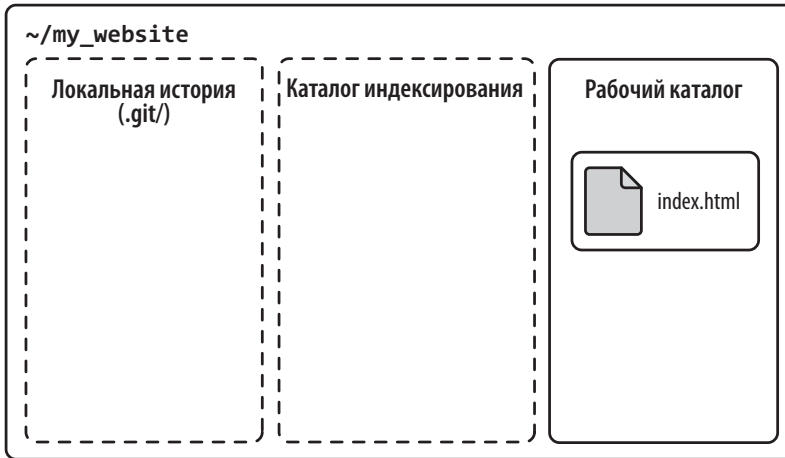 ~/my_website
Локальная история
(.git/)
Каталог индексирования
Рабочий каталог
index.html